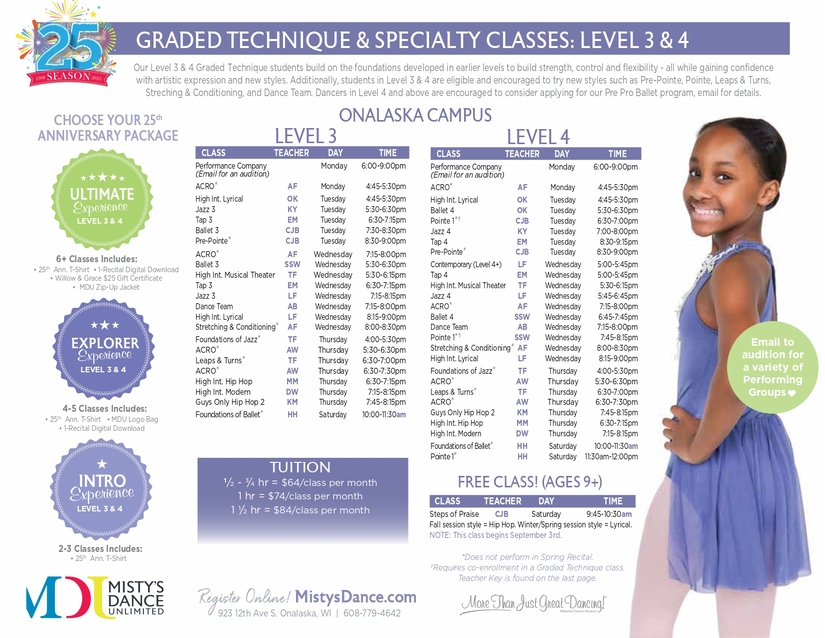 25
1998 SEASON 2023
GRADED TECHNIQUE & SPECIALTY CLASSES: LEVEL 3 & 4
Our Level 3 & 4 Graded Technique students build on the foundations developed in earlier levels to build strength, control and flexibility - all while gaining confidence
with artistic expression and new styles. Additionally, students in Level 3 & 4 are eligible and encouraged to try new styles such as Pre-Pointe, Pointe, Leaps & Turns,
Streching & Conditioning, and Dance Team. Dancers in Level 4 and above are encouraged to consider applying for our Pre Pro Ballet program, email for details.
CHOOSE YOUR 25th
ANNIVERSARY PACKAGE
ULTIMATE
Experience
LEVEL 3 & 4
6+ Classes Includes:
• 25th Ann. T-Shirt • 1-Recital Digital Download
• Willow & Grace $25 Gift Certificate
• MDU Zip-Up Jacket
EXPLORER
Experience
LEVEL 3 & 4
4-5 Classes Includes:
• 25th Ann. T-Shirt • MDU Logo Bag
• 1-Recital Digital Download
INTRO
Experience
LEVEL 3 & 4
2-3 Classes Includes:
• 25th Ann. T-Shirt
MDU MISTY'S
DANCE
UNLIMITED
ONALASKA CAMPUS
LEVEL 3
CLASS TEACHER DAY TIME
Performance Company Monday 6:00-9:00pm
(Email for an audition)
ACRO* AF Monday 4:45-5:30pm
High Int. Lyrical OK Tuesday 4:45-5:30pm
Jazz 3 KY Tuesday 5:30-6:30pm
Tap 3 EM Tuesday 6:30-7:15pm
Ballet 3 CJB Tuesday 7:30-8:30pm
Pre-Pointe* CJB Tuesday 8:30-9:00pm
ACRO* AF Wednesday 7:15-8:00pm
Ballet 3 SSW Wednesday 5:30-6:30pm
High Int. Musical Theater TF Wednesday 5:30-6:15pm
Tap 3 EM Wednesday 6:30-7:15pm
Jazz 3 LF Wednesday 7:15-8:15pm
Dance Team AB Wednesday 7:15-8:00pm
High Int. Lyrical LF Wednesday 8:15-9:00pm
Stretching & Conditioning* AF Wednesday 8:00-8:30pm
Foundations of Jazz* TF Thursday 4:00-5:30pm
ACRO* AW Thursday 5:30-6:30pm
Leaps & Turns* TF Thursday 6:30-7:00pm
ACRO* AW Thursday 6:30-7:30pm
High Int. Hip Hop MM Thursday 6:30-7:15pm
High Int. Modern DW Thursday 7:15-8:15pm
Guys Only Hip Hop 2 KM Thursday 7:45-8:15pm
Foundations of Ballet* HH Saturday 10:00-11:30am
TUITION
½ - ¾ hr = $64/class per month
1 hr = $74/class per month
1 ½ hr = $84/class per month
LEVEL 4
CLASS TEACHER DAY TIME
Performance Company Monday 6:00-9:00pm
(Email for an audition)
ACRO* AF Monday 4:45-5:30pm
High Int. Lyrical OK Tuesday 4:45-5:30pm
Ballet 4 OK Tuesday 5:30-6:30pm
Pointe 1*† CJB Tuesday 6:30-7:00pm
Jazz 4 KY Tuesday 7:00-8:00pm
Tap 4 EM Tuesday 8:30-9:15pm
Pre-Pointe* CJB Tuesday 8:30-9:00pm
Contemporary (Level 4+) LF Wednesday 5:00-5:45pm
Tap 4 EM Wednesday 5:00-5:45pm
High Int. Musical Theater TF Wednesday 5:30-6:15pm
Jazz 4 LF Wednesday 5:45-6:45pm
ACRO* AF Wednesday 7:15-8:00pm
Ballet 4 SSW Wednesday 6:45-7:45pm
Dance Team AB Wednesday 7:15-8:00pm
Pointe 1*† SSW Wednesday 7:45-8:15pm
Stretching & Conditioning* AF Wednesday 8:00-8:30pm
High Int. Lyrical LF Wednesday 8:15-9:00pm
Foundations of Jazz* TF Thursday 4:00-5:30pm
ACRO* AW Thursday 5:30-6:30pm
Leaps & Turns* TF Thursday 6:30-7:00pm
ACRO* AW Thursday 6:30-7:30pm
Guys Only Hip Hop 2 KM Thursday 7:45-8:15pm
High Int. Hip Hop MM Thursday 6:30-7:15pm
High Int. Modern DW Thursday 7:15-8:15pm
Foundations of Ballet* HH Saturday 10:00-11:30am
Pointe 1* HH Saturday 11:30am-12:00pm
FREE CLASS! (AGES 9+)
CLASS TEACHER DAY TIME
Steps of Praise CJB Saturday 9:45-10:30am
Fall session style = Hip Hop. Winter/Spring session style = Lyrical.
NOTE: This class begins September 3rd.
*Does not perform in Spring Recital.
†Requires co-enrollment in a Graded Technique class.
Teacher Key is found on the last page.
Email to
audition for
a variety of
Performing
Groups
Register Online! MistysDance.com
923 12th Ave S. Onalaska, WI | 608-779-4642
More Than Just Great Dancing!